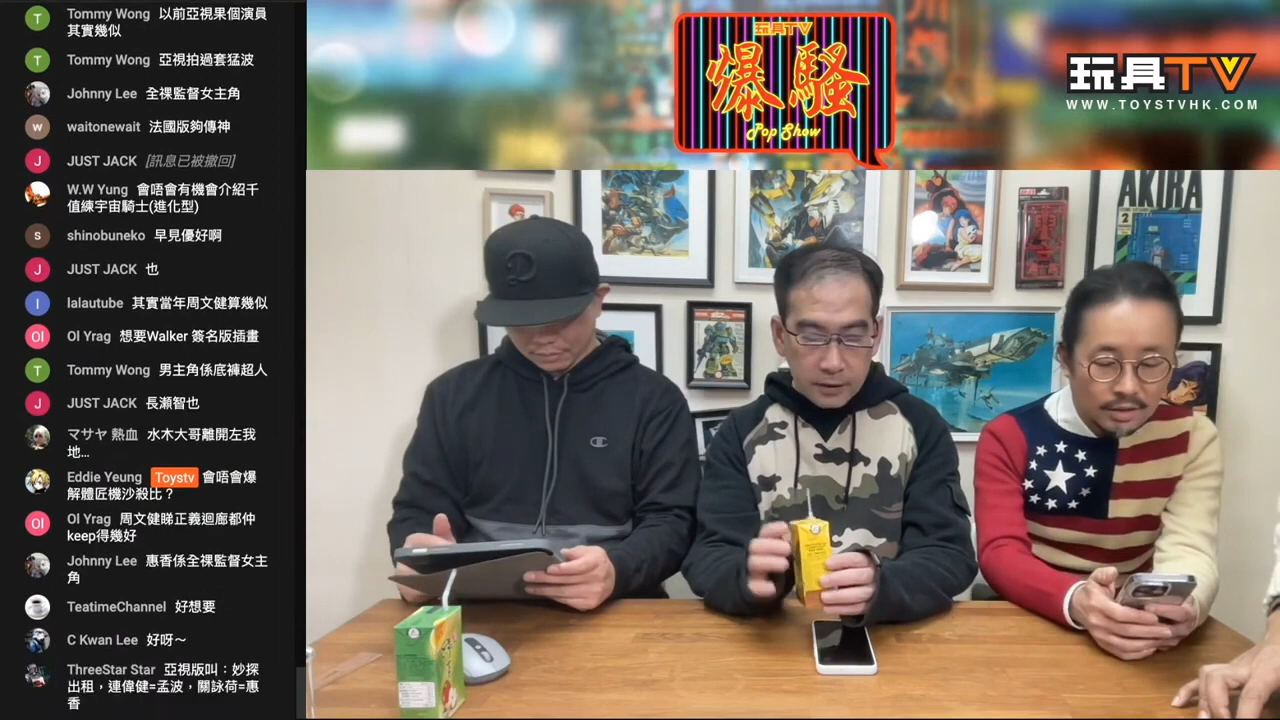 Tommy Wong 以前亞視果個演員
其實幾似
Tommy Wong 亞視拍過套猛波
Johnny Lee 全裸監督女主角
waitonewait 法國版夠傳神
JUST JACK [訊息已被撤回]
W.W Yung 會唔會有機會介紹千
值練宇宙騎士(進化型)
shinobuneko 早見優好啊
JUST JACK 也
lalautube 其實當年周文健算幾似
Ol Yrag 想要Walker 簽名版插畫
Tommy Wong 男主角係底褲超人
JUST JACK 長瀨智也
マサヤ 熱血 水木大哥離開左我
地...
Eddie Yeung Toystv 會唔會爆
解體匠機沙殺比？
Ol Yrag 周文健睇正義迴廊都仲
keep得幾好
Johnny Lee 惠香係全裸監督女主
角
TeatimeChannel 好想要
C Kwan Lee 好呀～
ThreeStar Star 亞視版叫：妙探
出租，連偉健=孟波，關詠荷=惠
香
玩具TV
爆騷
Pop Show
玩具TV
WWW.TOYSTVHK.COM
AKIRA
2